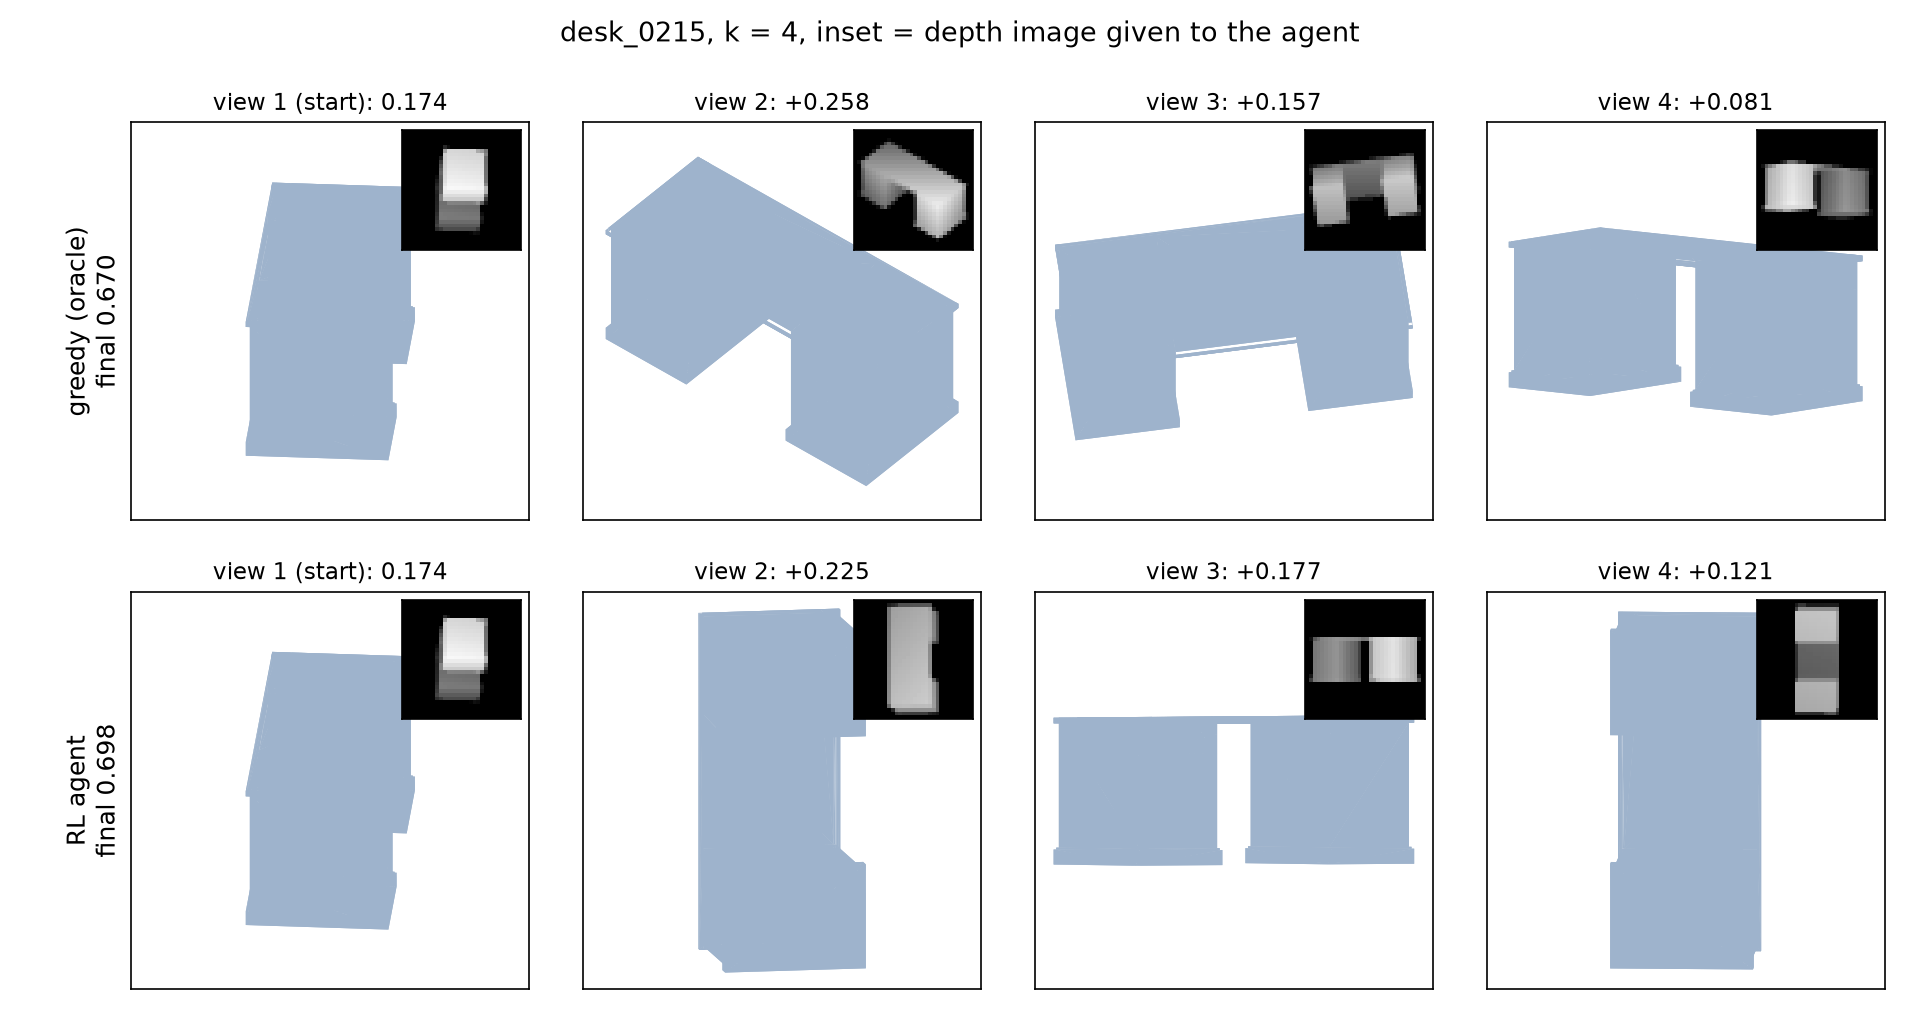 desk_0215, k = 4, inset = depth image given to the agent
view 1 (start): 0.174
view 2: +0.258
view 3: +0.157
view 4: +0.081
greedy (oracle)
final 0.670
view 1 (start): 0.174
view 2: +0.225
view 3: +0.177
view 4: +0.121
RL agent
final 0.698